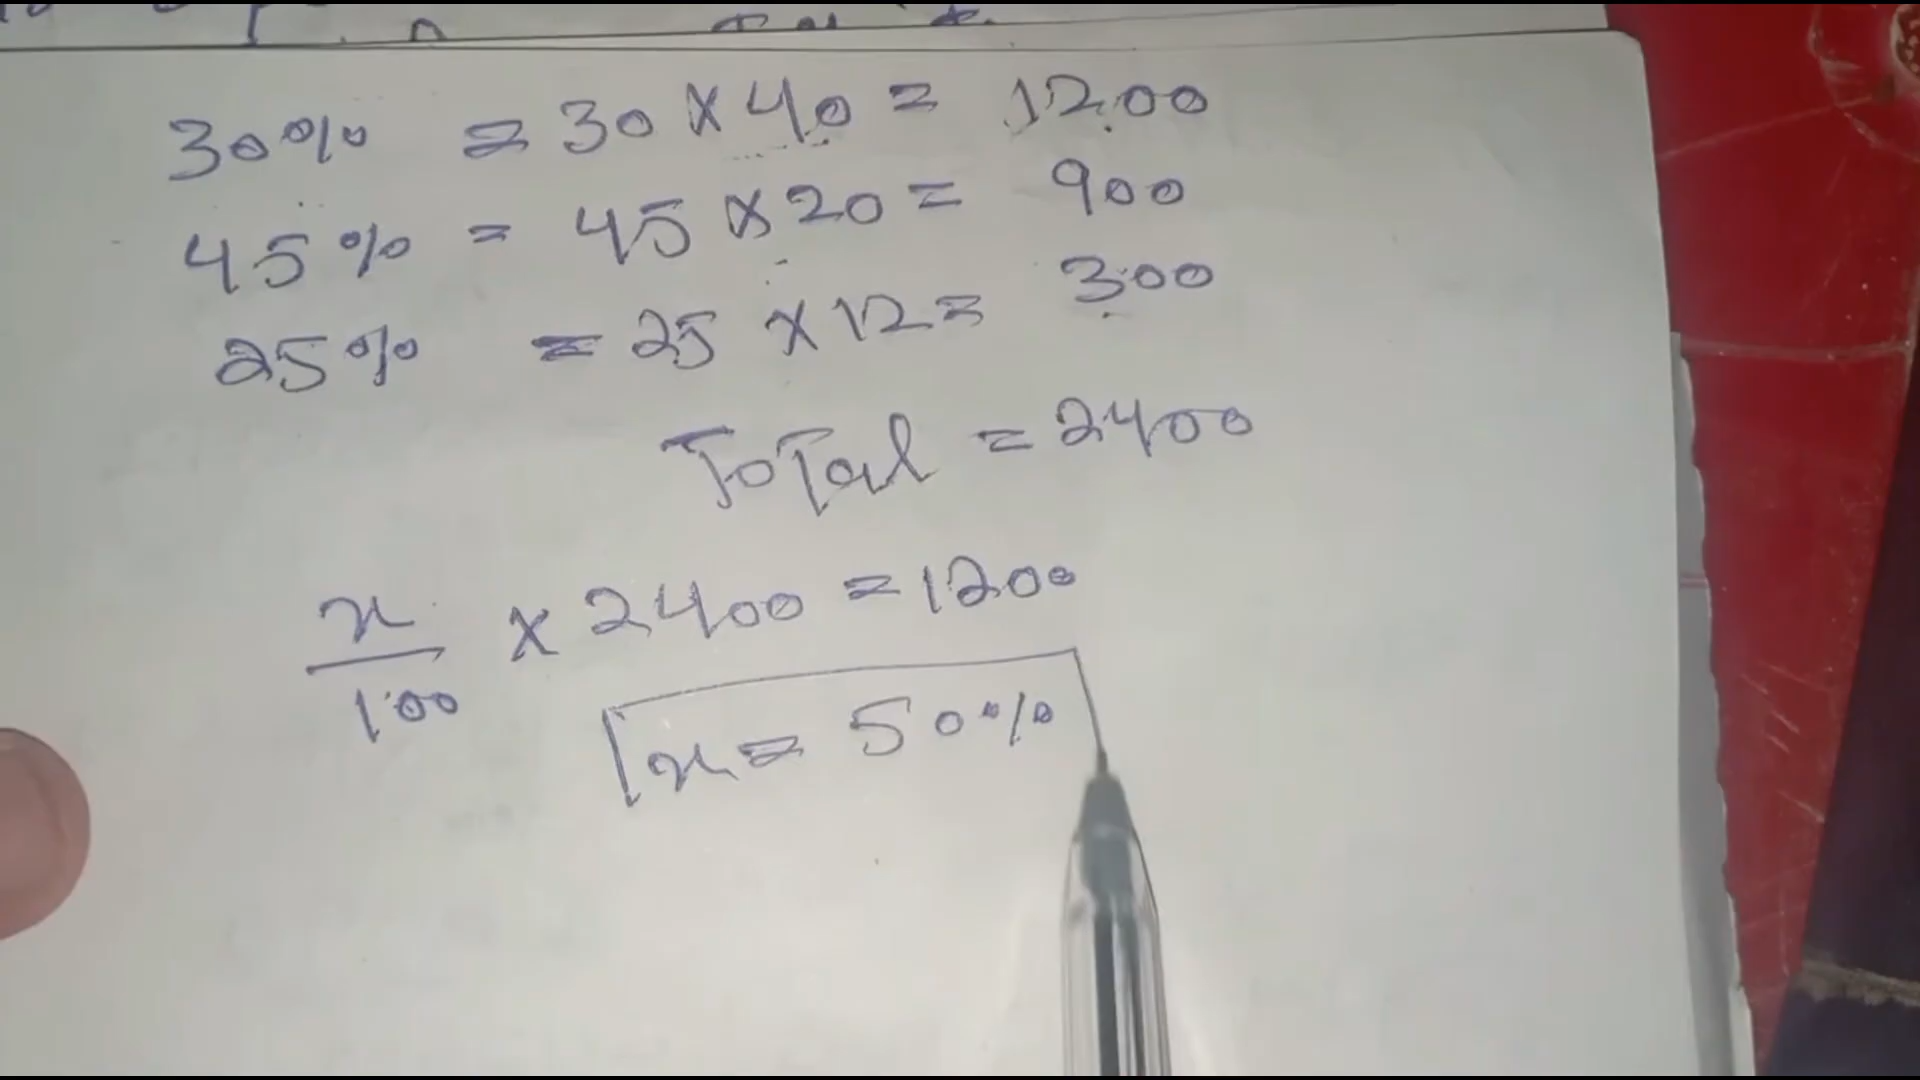 30% = 30 × 40 = 1200
45% = 45 × 20 = 900
25% = 25 × 12 = 300
Total = 2400
x/100 × 2400 = 1200
x = 50%